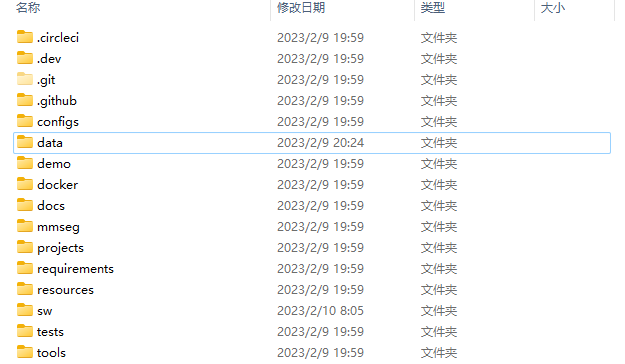 名称 修改日期 类型 大小
.circleci 2023/2/9 19:59 文件夹
.dev 2023/2/9 19:59 文件夹
.git 2023/2/9 19:59 文件夹
.github 2023/2/9 19:59 文件夹
configs 2023/2/9 19:59 文件夹
data 2023/2/9 20:24 文件夹
demo 2023/2/9 19:59 文件夹
docker 2023/2/9 19:59 文件夹
docs 2023/2/9 19:59 文件夹
mmseg 2023/2/9 19:59 文件夹
projects 2023/2/9 19:59 文件夹
requirements 2023/2/9 19:59 文件夹
resources 2023/2/9 19:59 文件夹
sw 2023/2/10 8:05 文件夹
tests 2023/2/9 19:59 文件夹
tools 2023/2/9 19:59 文件夹